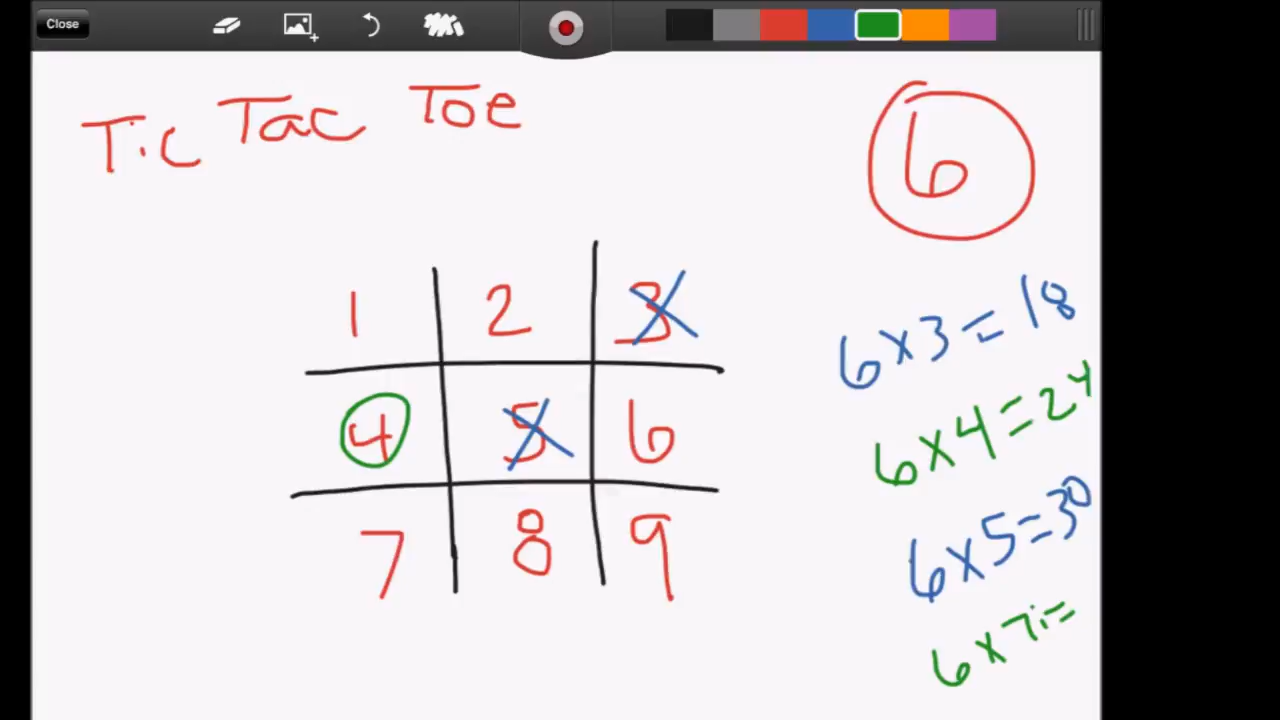 Close
Tic Tac Toe
6
1 2 3
4 5 6
7 8 9
6x3=18
6x4=24
6x5=30
6x7=